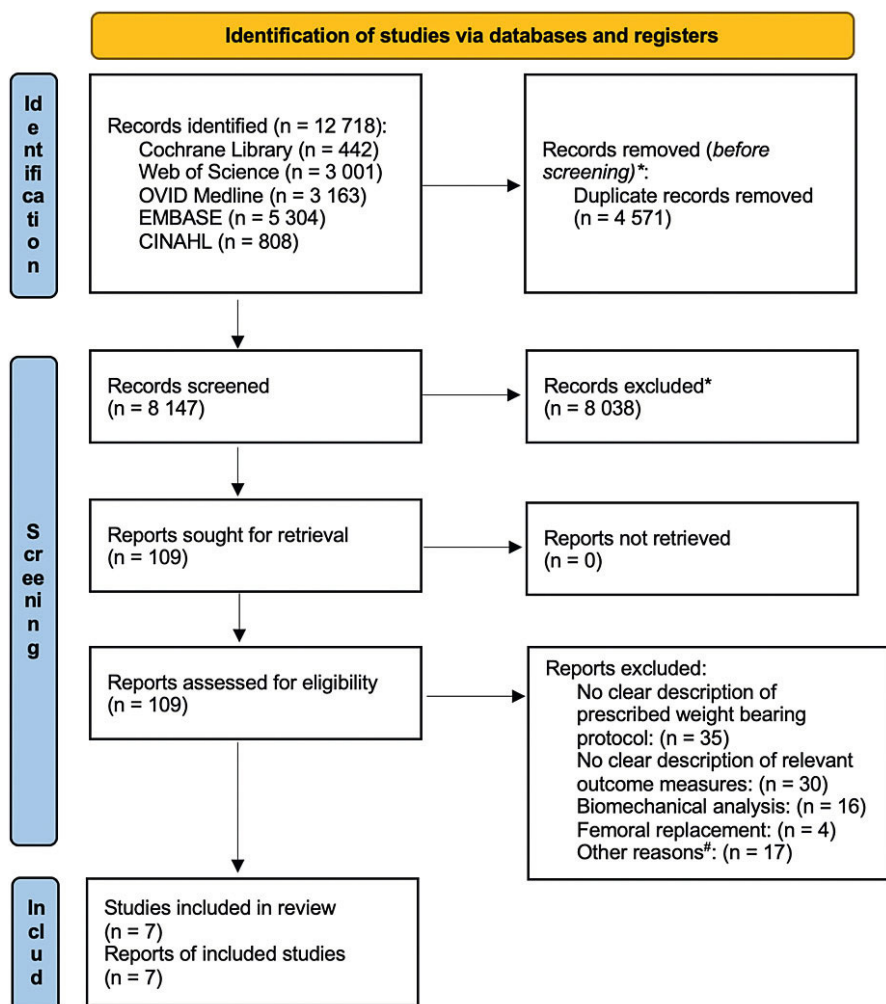 Identification of studies via databases and registers
Id
e
nt
ifi
ca
ti
o
n
Records identified (n = 12 718):
Cochrane Library (n = 442)
Web of Science (n = 3 001)
OVID Medline (n = 3 163)
EMBASE (n = 5 304)
CINAHL (n = 808)
Records removed (before
screening)*:
Duplicate records removed
(n = 4 571)
S
cr
ee
ni
n
g
Records screened
(n = 8 147)
Records excluded*
(n = 8 038)
Reports sought for retrieval
(n = 109)
Reports not retrieved
(n = 0)
Reports assessed for eligibility
(n = 109)
Reports excluded:
No clear description of
prescribed weight bearing
protocol: (n = 35)
No clear description of relevant
outcome measures: (n = 30)
Biomechanical analysis: (n = 16)
Femoral replacement: (n = 4)
Other reasons#: (n = 17)
In
cl
u
d
Studies included in review
(n = 7)
Reports of included studies
(n = 7)